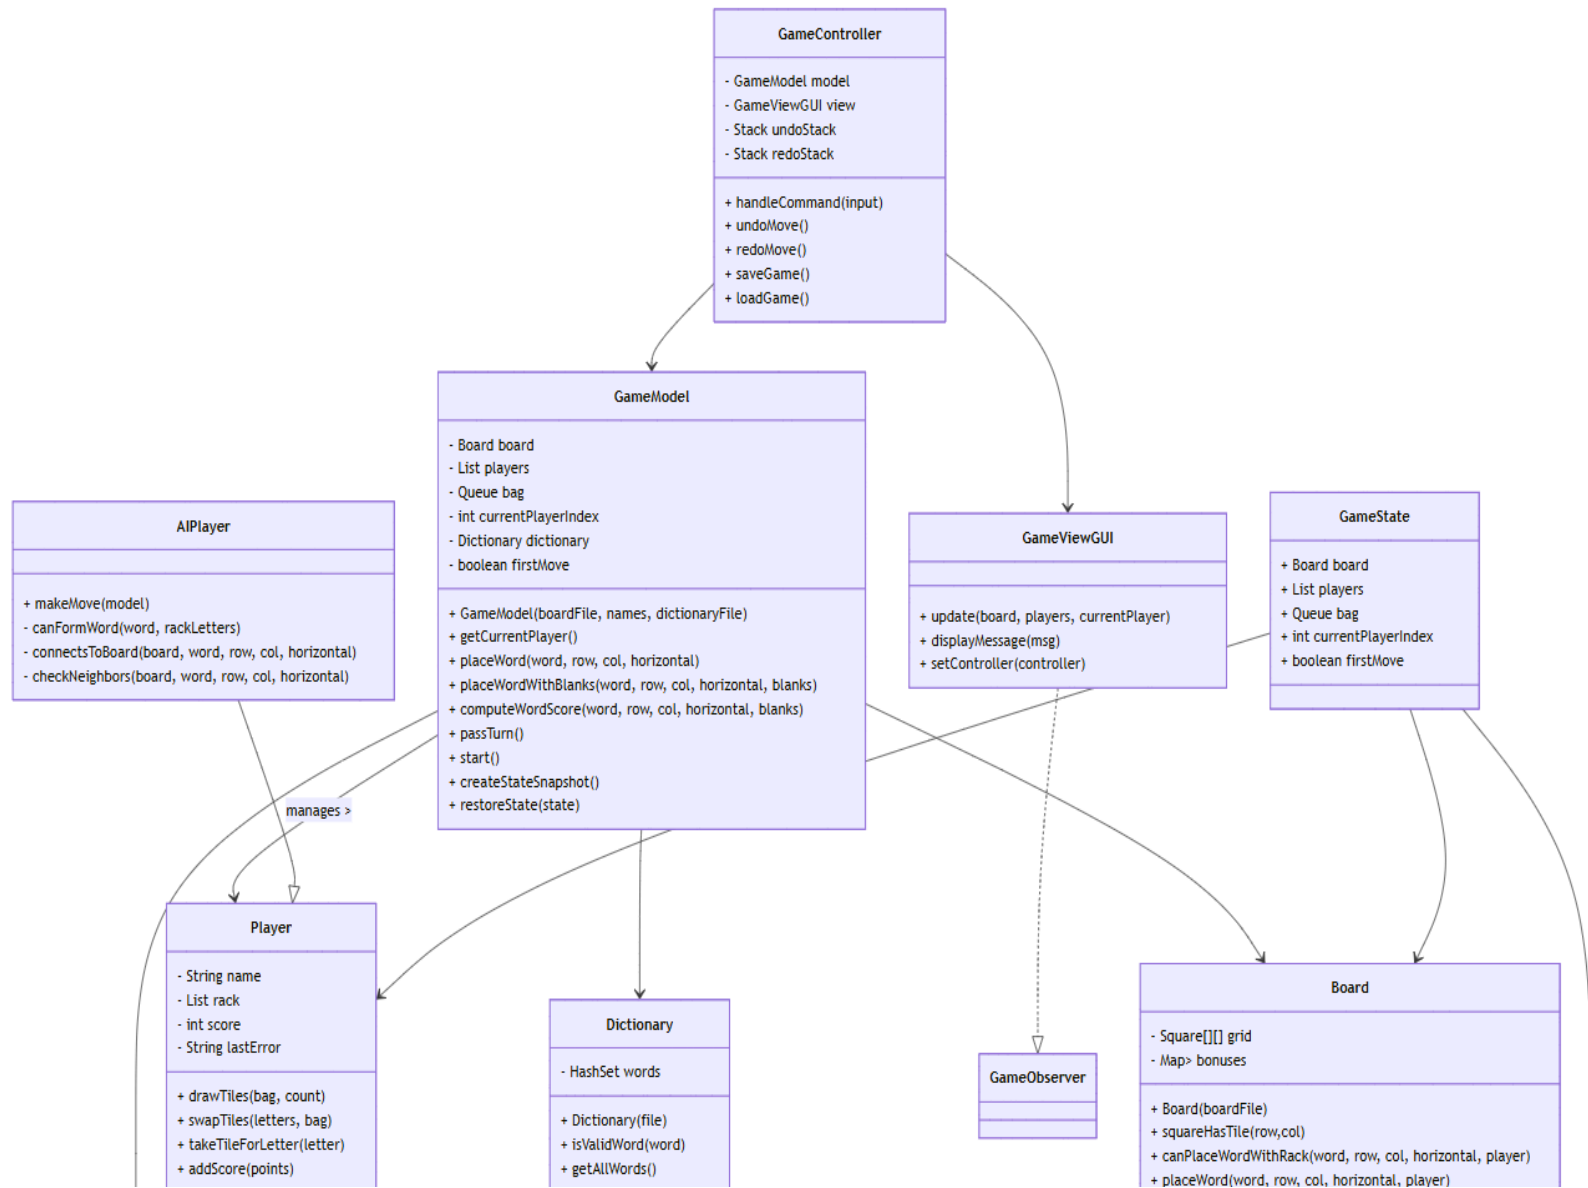 GameController
- GameModel model
- GameViewGUI view
- Stack undoStack
- Stack redoStack
+ handleCommand(input)
+ undoMove()
+ redoMove()
+ saveGame()
+ loadGame()
GameModel
- Board board
- List players
- Queue bag
- int currentPlayerIndex
- Dictionary dictionary
- boolean firstMove
+ GameModel(boardFile, names, dictionaryFile)
+ getCurrentPlayer()
+ placeWord(word, row, col, horizontal)
+ placeWordWithBlanks(word, row, col, horizontal, blanks)
+ computeWordScore(word, row, col, horizontal, blanks)
+ passTurn()
+ start()
+ createStateSnapshot()
+ restoreState(state)
AIPlayer
+ makeMove(model)
- canFormWord(word, rackLetters)
- connectsToBoard(board, word, row, col, horizontal)
- checkNeighbors(board, word, row, col, horizontal)
GameViewGUI
+ update(board, players, currentPlayer)
+ displayMessage(msg)
+ setController(controller)
GameState
+ Board board
+ List players
+ Queue bag
+ int currentPlayerIndex
+ boolean firstMove
manages >
Player
- String name
- List rack
- int score
- String lastError
+ drawTiles(bag, count)
+ swapTiles(letters, bag)
+ takeTileForLetter(letter)
+ addScore(points)
Dictionary
- HashSet words
+ Dictionary(file)
+ isValidWord(word)
+ getAllWords()
GameObserver
Board
- Square[][] grid
- Map> bonuses
+ Board(boardFile)
+ squareHasTile(row,col)
+ canPlaceWordWithRack(word, row, col, horizontal, player)
+ placeWord(word, row, col, horizontal, player)